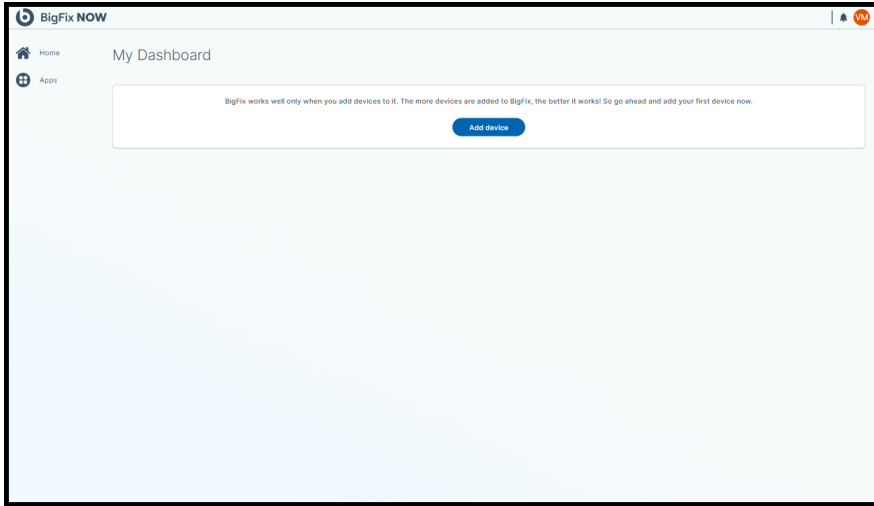 BigFix NOW
VM
Home
My Dashboard
Apps
BigFix works well only when you add devices to it. The more devices are added to BigFix, the better it works! So go ahead and add your first device now.
Add device